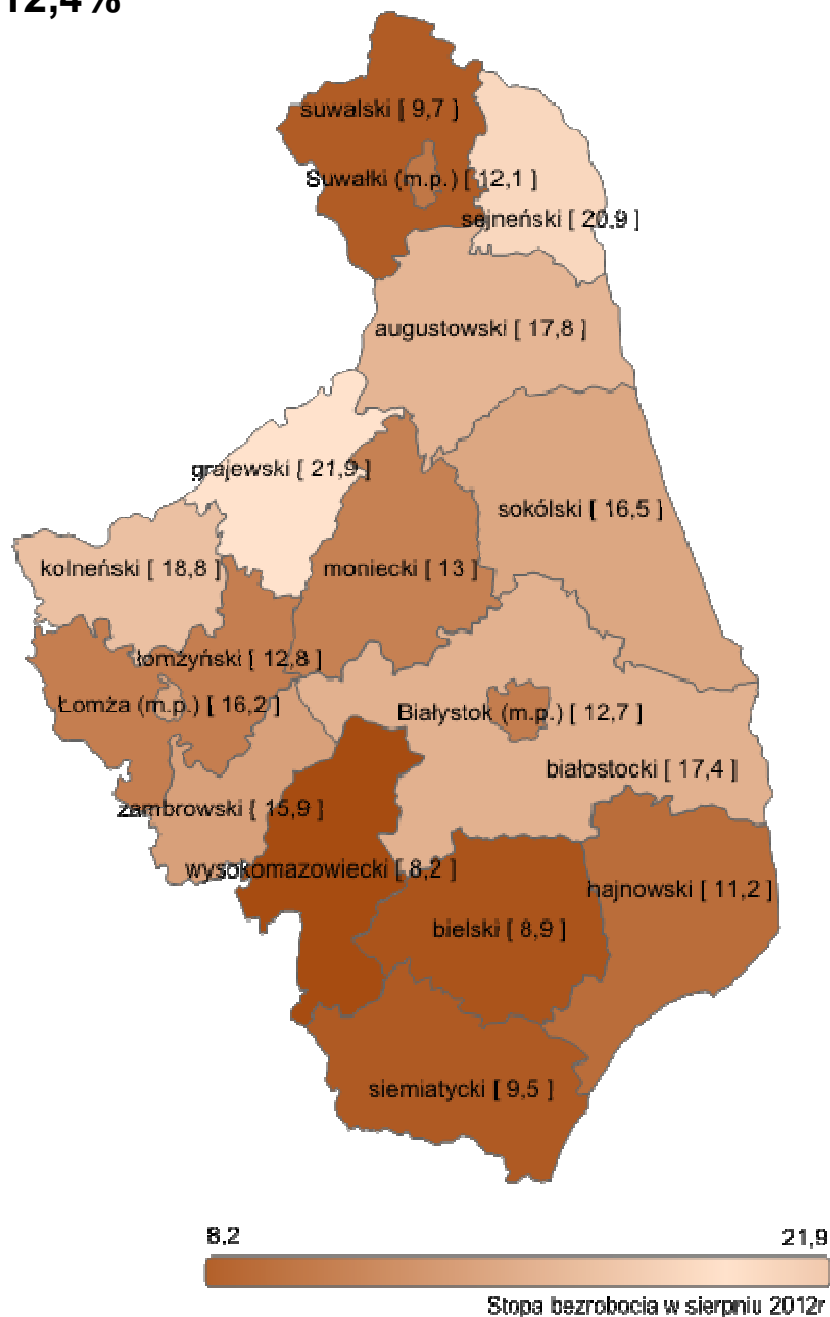 12,4%
suwalski [ 9,7 ]
Suwałki (m.p.) [ 12,1 ]
sejneński [ 20,9 ]
augustowski [ 17,8 ]
grajewski [ 21,9 ]
sokólski [ 16,5 ]
kolneński [ 18,8 ]
moniecki [ 13 ]
łomżyński [ 12,8 ]
Łomża (m.p.) [ 16,2 ]
Białystok (m.p.) [ 12,7 ]
białostocki [ 17,4 ]
zambrowski [ 15,9 ]
wysokomazowiecki [ 8,2 ]
hajnowski [ 11,2 ]
bielski [ 8,9 ]
siemiatycki [ 9,5 ]
8,2 21,9
Stopa bezrobocia w sierpniu 2012r